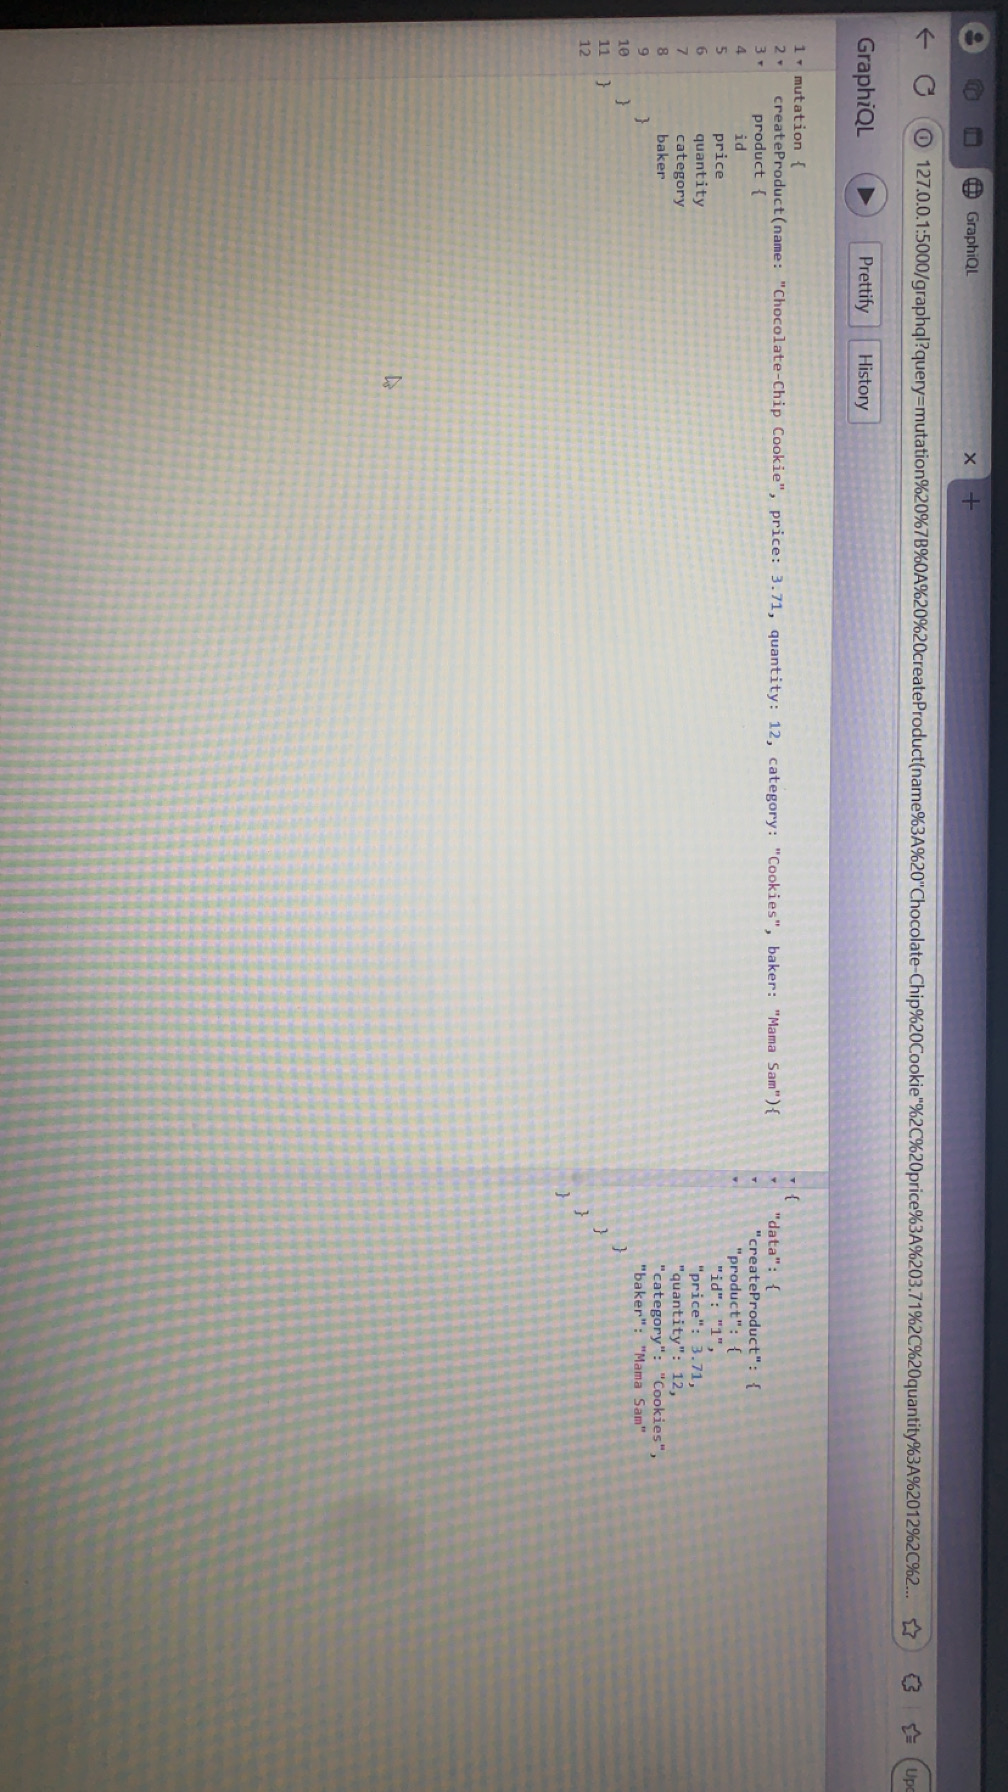 GraphiQL
127.0.0.1:5000/graphql?query=mutation%20%7B%0A%20%20createProduct(name%3A%20"Chocolate-Chip%20Cookie"%2C%20price%3A%203.71%2C%20quantity%3A%2012%2C%2...
GraphiQL Prettify History
1 mutation {
2 createProduct(name: "Chocolate-Chip Cookie", price: 3.71, quantity: 12, category: "Cookies", baker: "Mama Sam"){
3 product {
4 id
5 price
6 quantity
7 category
8 baker
9 }
10 }
11 }
12
{
"data": {
"createProduct": {
"product": {
"id": "1",
"price": 3.71,
"quantity": 12,
"category": "Cookies",
"baker": "Mama Sam"
}
}
}
}